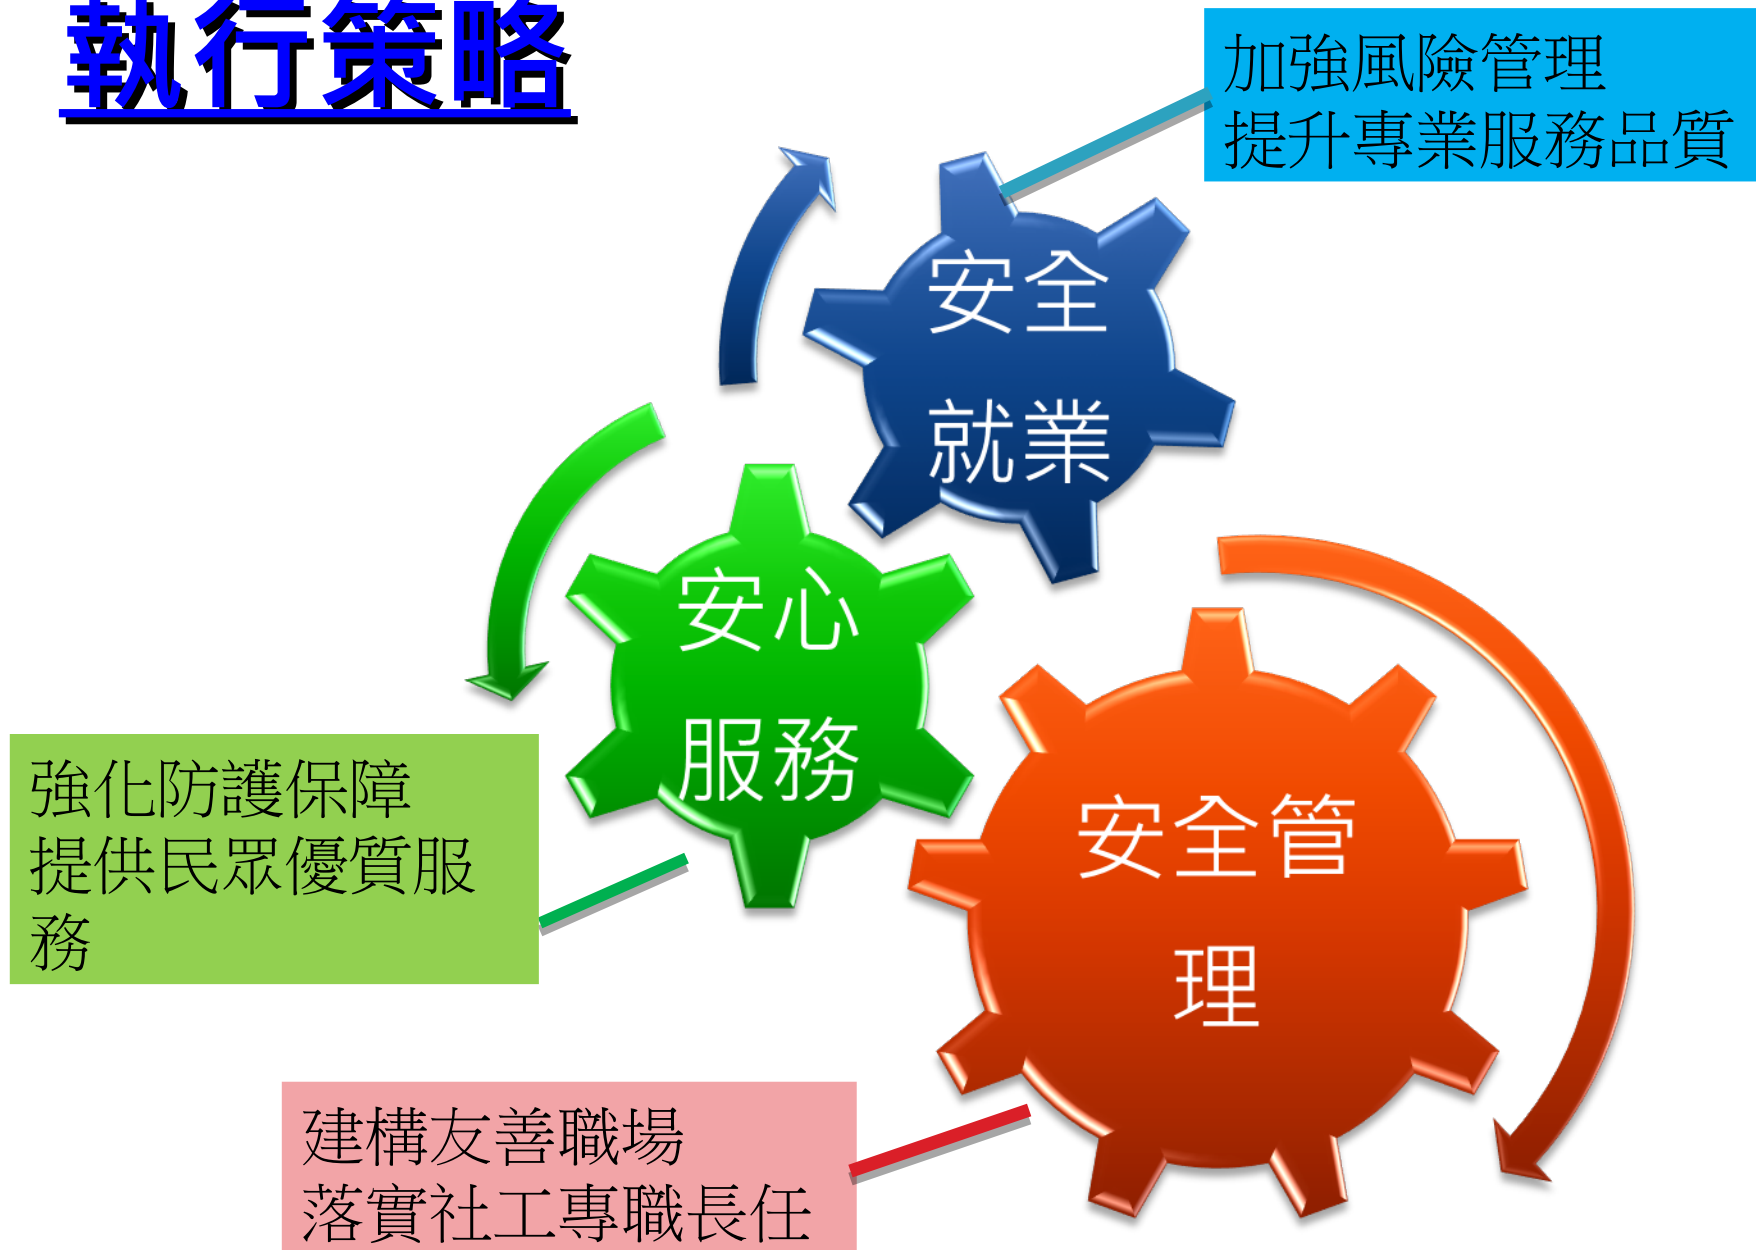 執行策略
加強風險管理
提升專業服務品質
安全
就業
安心
服務
安全管
理
強化防護保障
提供民眾優質服
務
建構友善職場
落實社工專職長任